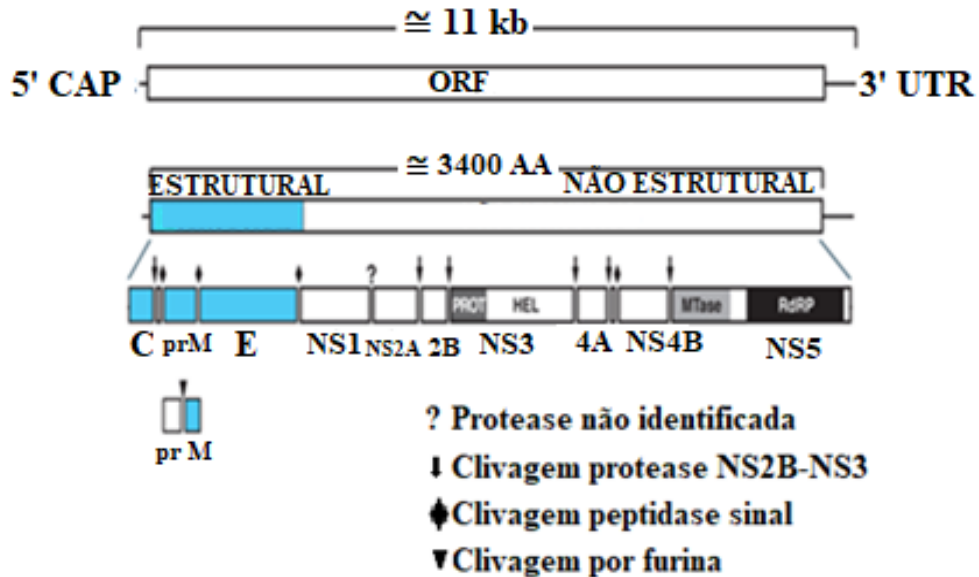 ≅ 11 kb
5' CAP ORF 3' UTR
≅ 3400 AA
ESTRUTURAL NÃO ESTRUTURAL
?
PROT HEL MTase RdRP
C prM E NS1 NS2A 2B NS3 4A NS4B NS5
pr M
? Protease não identificada
Clivagem protease NS2B-NS3
Clivagem peptidase sinal
Clivagem por furina